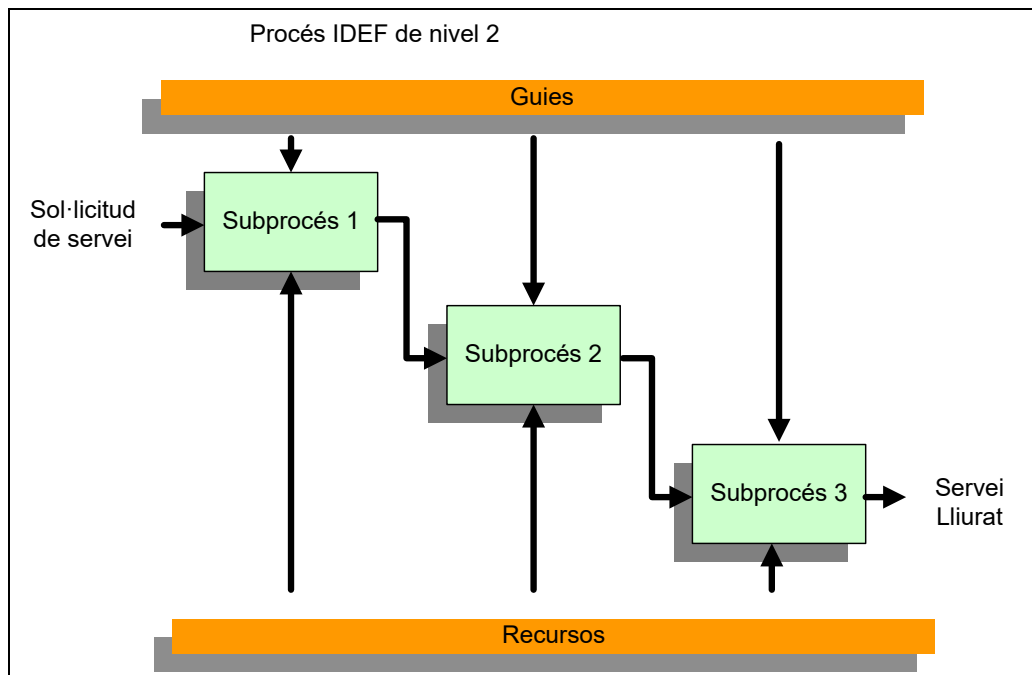 Procés IDEF de nivel 2
Guies
Sol·licitud
de servei
Subprocés 1
Subprocés 2
Subprocés 3
Servei
Lliurat
Recursos